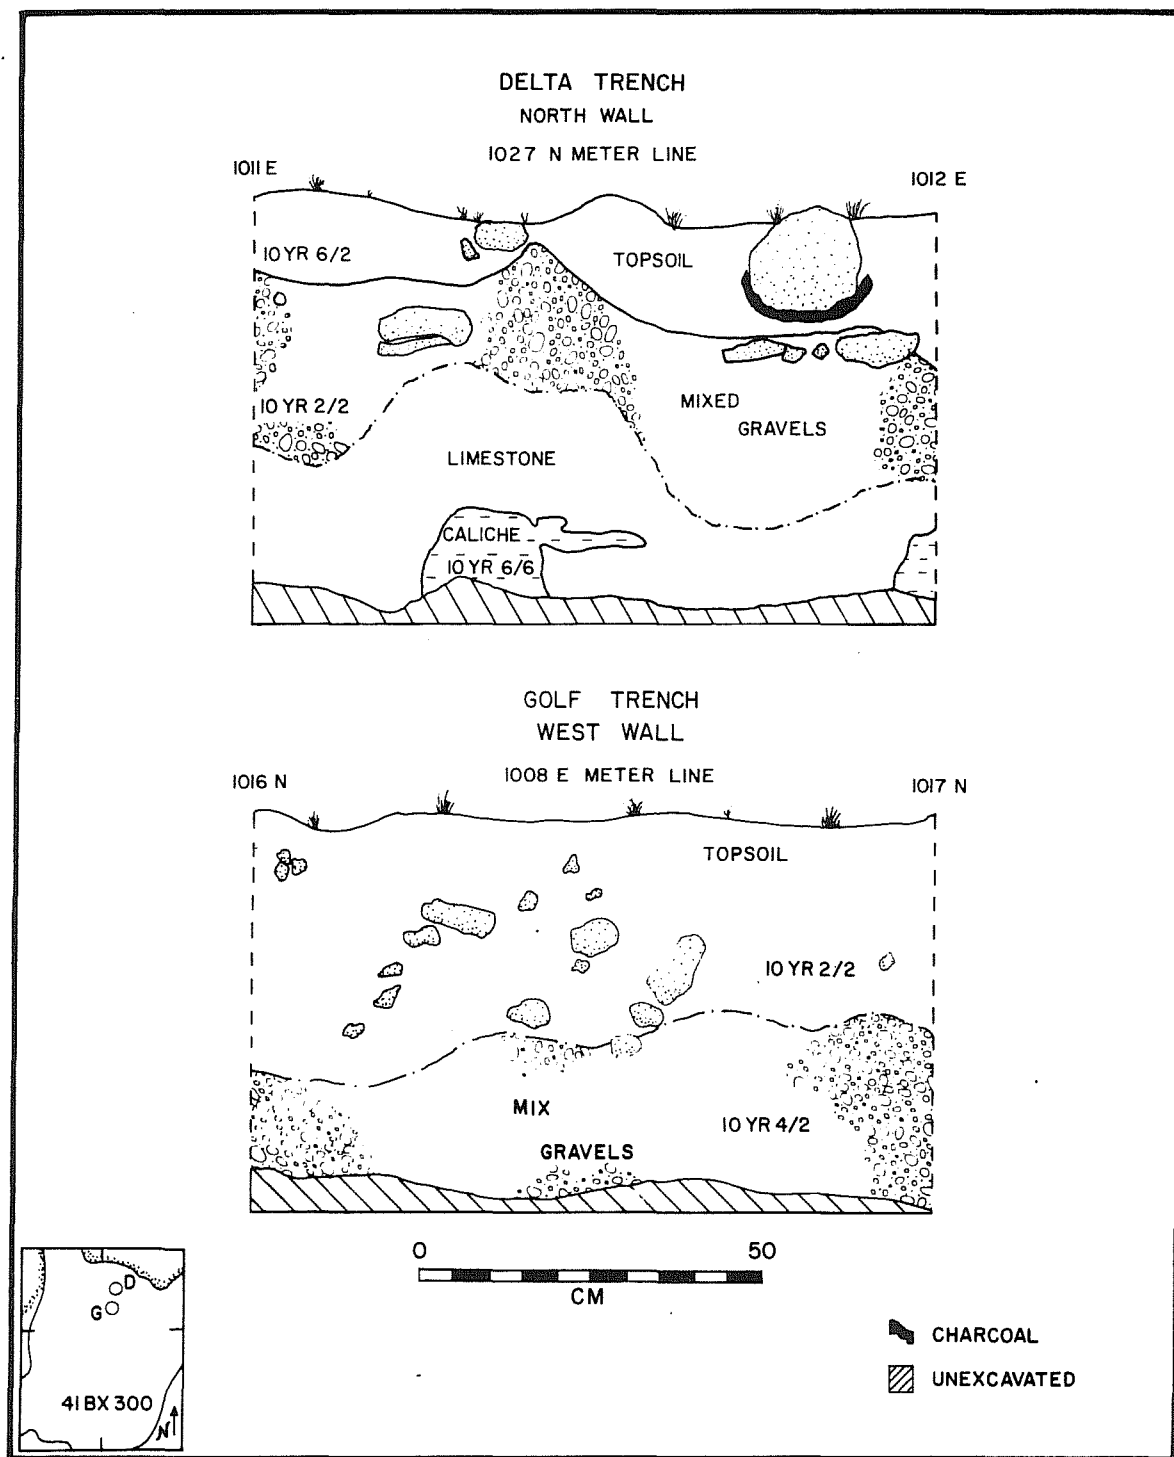 DELTA TRENCH
NORTH WALL
1027 N METER LINE
1011 E
1012 E
10 YR 6/2
TOPSOIL
10 YR 2/2
MIXED
GRAVELS
LIMESTONE
CALICHE
10 YR 6/6
GOLF TRENCH
WEST WALL
1008 E METER LINE
1016 N
1017 N
TOPSOIL
10 YR 2/2
MIX
10 YR 4/2
GRAVELS
0 50
CM
D
G
41 BX 300
N
CHARCOAL
UNEXCAVATED